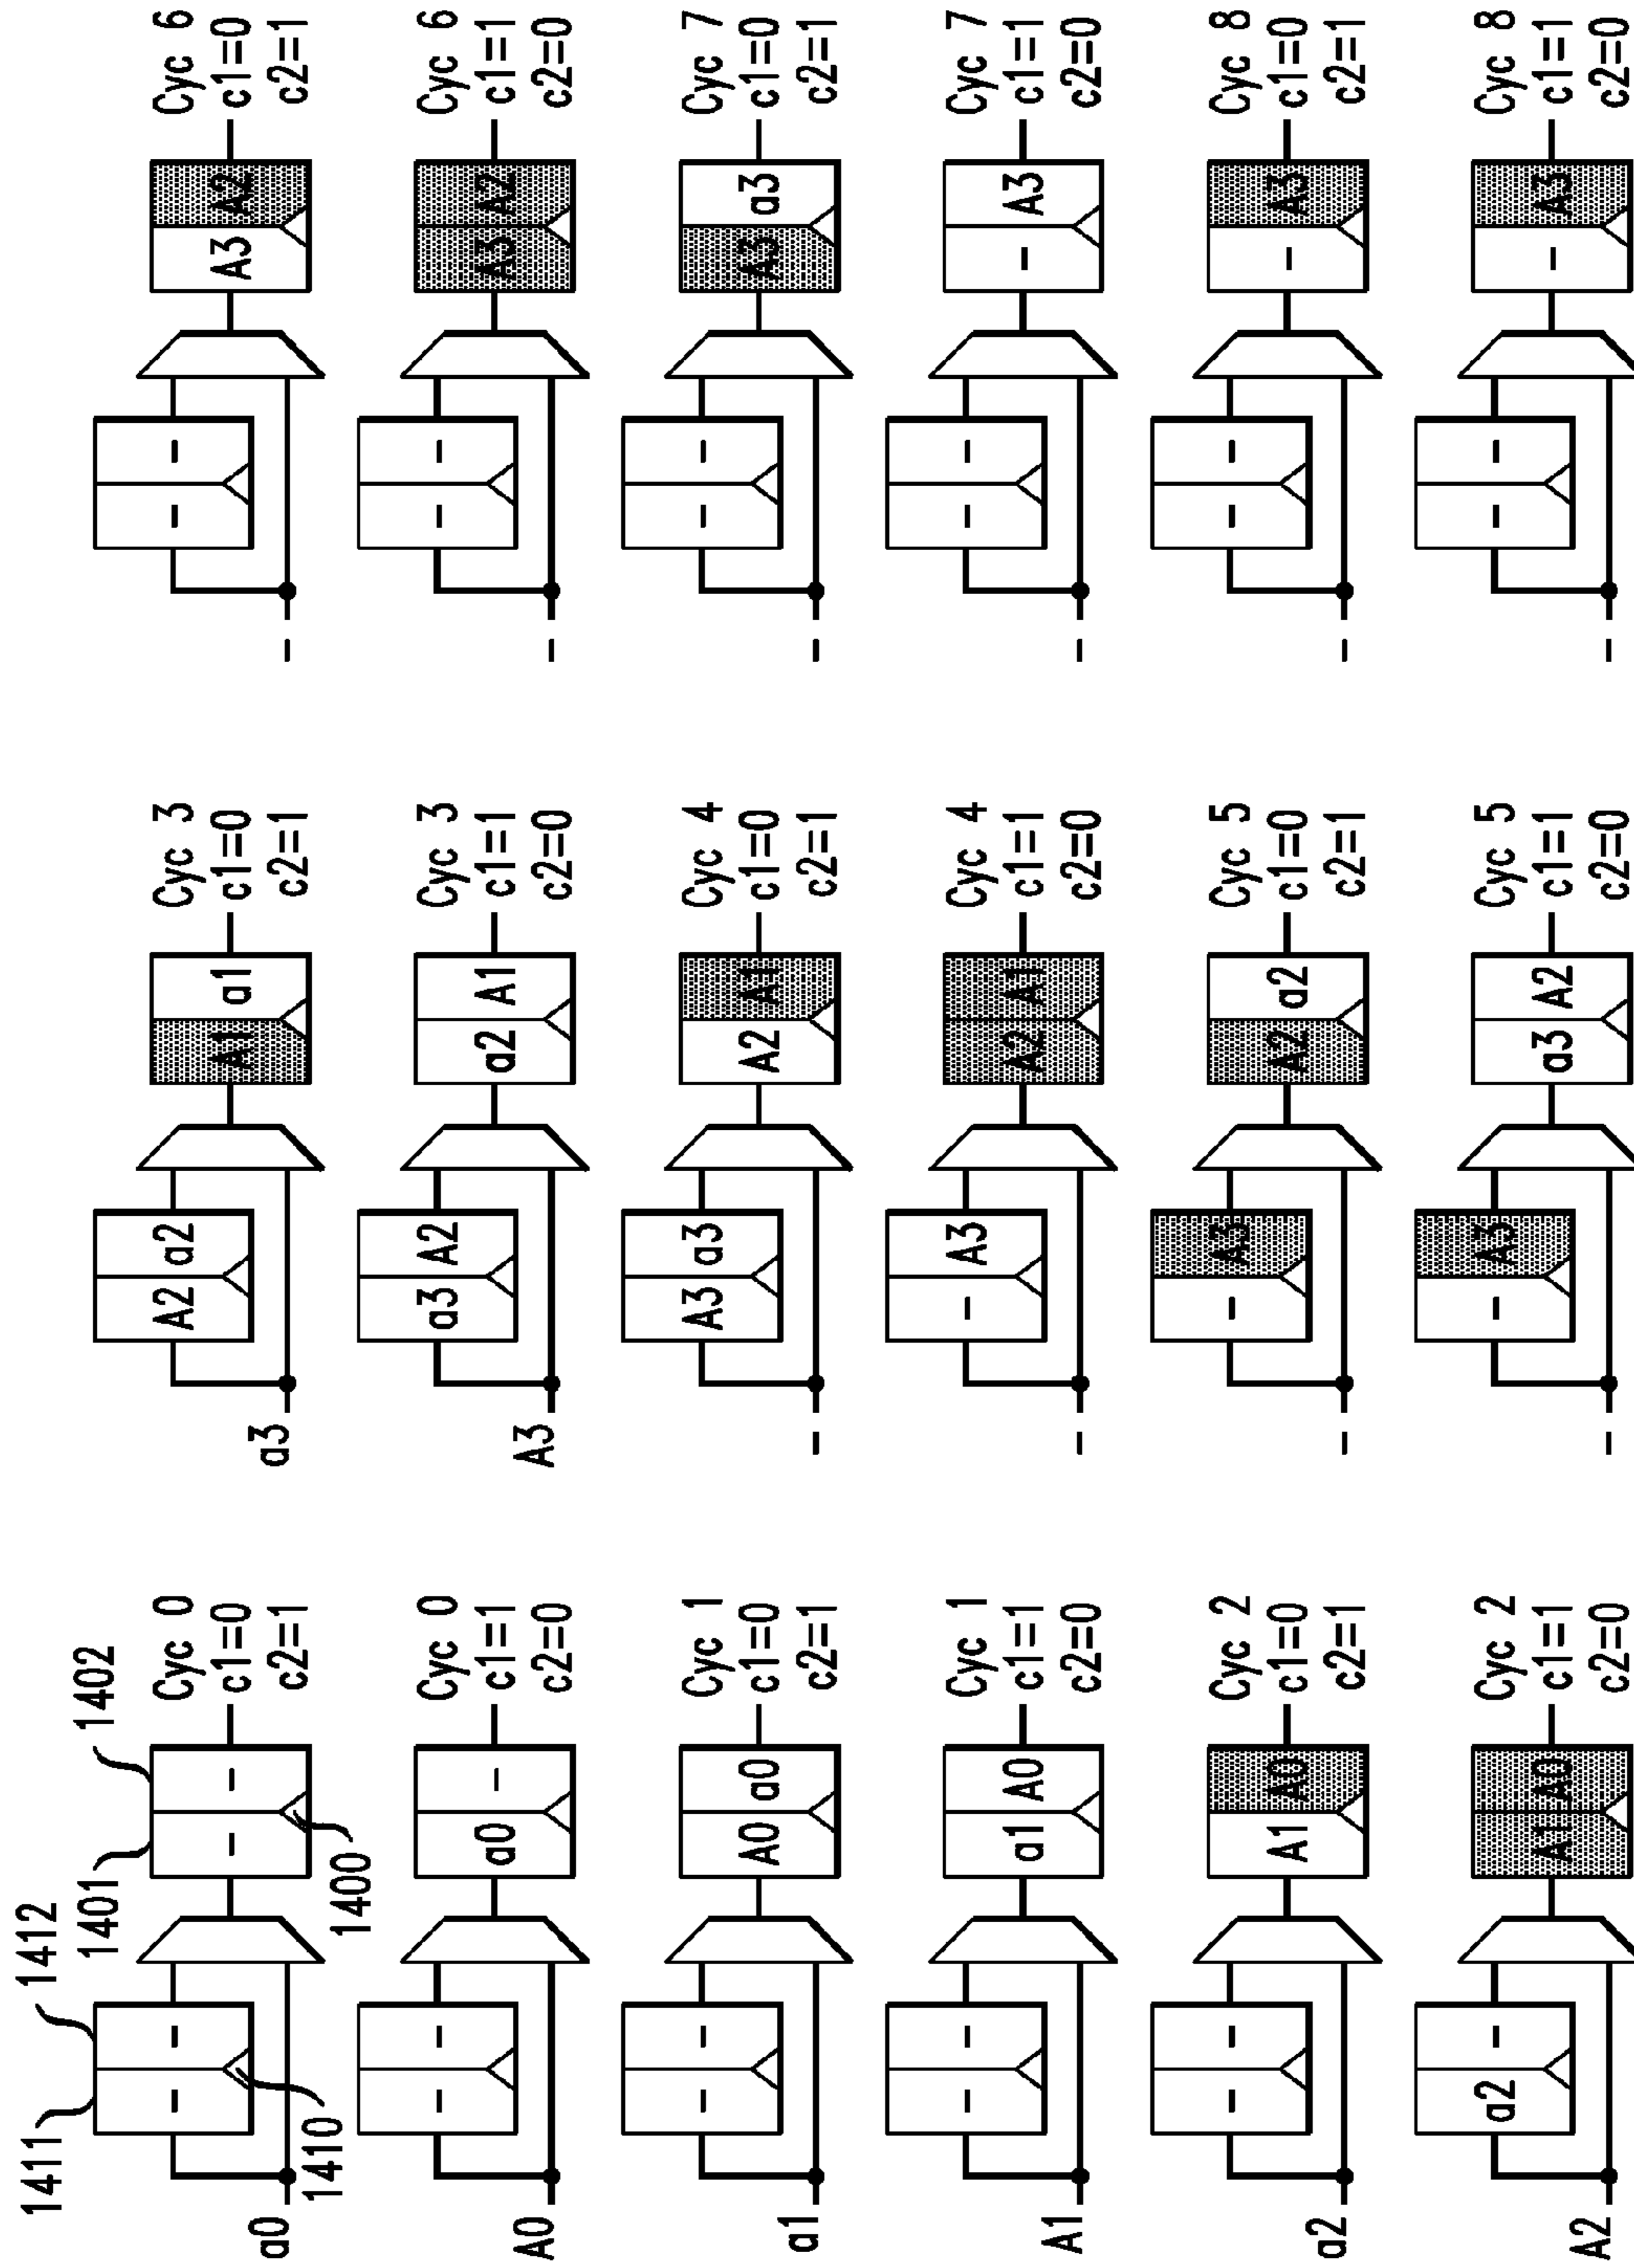 1411 1412
1401 1402
- -
- -
a0
1410
1400
Cyc 0
c1=0
c2=1
- -
a0 -
A0
Cyc 0
c1=1
c2=0
- -
A0 a0
a1
Cyc 1
c1=0
c2=1
- -
a1 A0
A1
Cyc 1
c1=1
c2=0
- -
A1 A0
a2
Cyc 2
c1=0
c2=1
a2 -
A1 A0
A2
Cyc 2
c1=1
c2=0
A2 a2
A1 a1
a3
Cyc 3
c1=0
c2=1
a3 A2
a2 A1
A3
Cyc 3
c1=1
c2=0
A3 a3
A2 A1
-
Cyc 4
c1=0
c2=1
- A3
A2 A1
-
Cyc 4
c1=1
c2=0
- A3
A2 a2
-
Cyc 5
c1=0
c2=1
- A3
a3 A2
-
Cyc 5
c1=1
c2=0
- -
A3 A2
-
Cyc 6
c1=0
c2=1
- -
A3 A2
-
Cyc 6
c1=1
c2=0
- -
A3 a3
-
Cyc 7
c1=0
c2=1
- -
- A3
-
Cyc 7
c1=1
c2=0
- -
- A3
-
Cyc 8
c1=0
c2=1
- -
- A3
-
Cyc 8
c1=1
c2=0